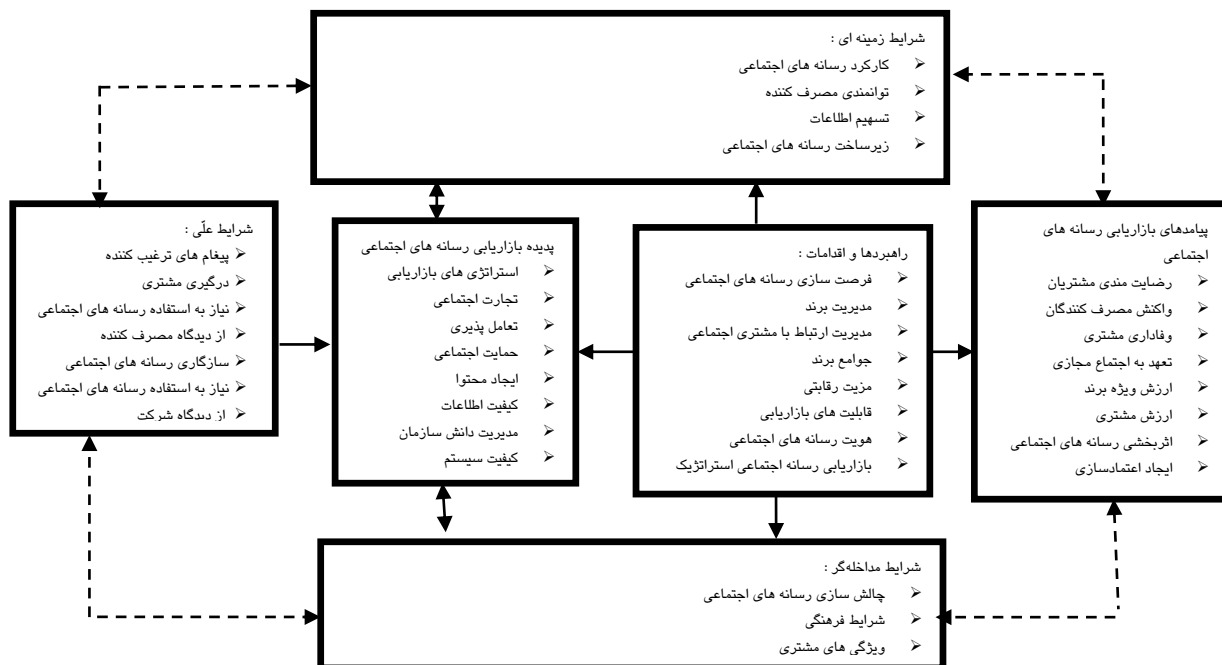 شرایط زمینه ای :
کارکرد رسانه های اجتماعی
توانمندی مصرف کننده
تسهیم اطلاعات
زیرساخت رسانه های اجتماعی
شرایط علّی :
پیغام های ترغیب کننده
درگیری مشتری
نیاز به استفاده رسانه های اجتماعی
از دیدگاه مصرف کننده
سازگاری رسانه های اجتماعی
نیاز به استفاده رسانه های اجتماعی
از دیدگاه شرکت
پدیده بازاریابی رسانه های اجتماعی
استراتژی های بازاریابی
تجارت اجتماعی
تعامل پذیری
حمایت اجتماعی
ایجاد محتوا
کیفیت اطلاعات
مدیریت دانش سازمان
کیفیت سیستم
راهبردها و اقدامات :
فرصت سازی رسانه های اجتماعی
مدیریت برند
مدیریت ارتباط با مشتری اجتماعی
جوامع برند
مزیت رقابتی
قابلیت های بازاریابی
هویت رسانه های اجتماعی
بازاریابی رسانه اجتماعی استراتژیک
پیامدهای بازاریابی رسانه های
اجتماعی
رضایت مندی مشتریان
واکنش مصرف کنندگان
وفاداری مشتری
تعهد به اجتماع مجازی
ارزش ویژه برند
ارزش مشتری
اثربخشی رسانه های اجتماعی
ایجاد اعتمادسازی
شرایط مداخله‌گر :
چالش سازی رسانه های اجتماعی
شرایط فرهنگی
ویژگی های مشتری